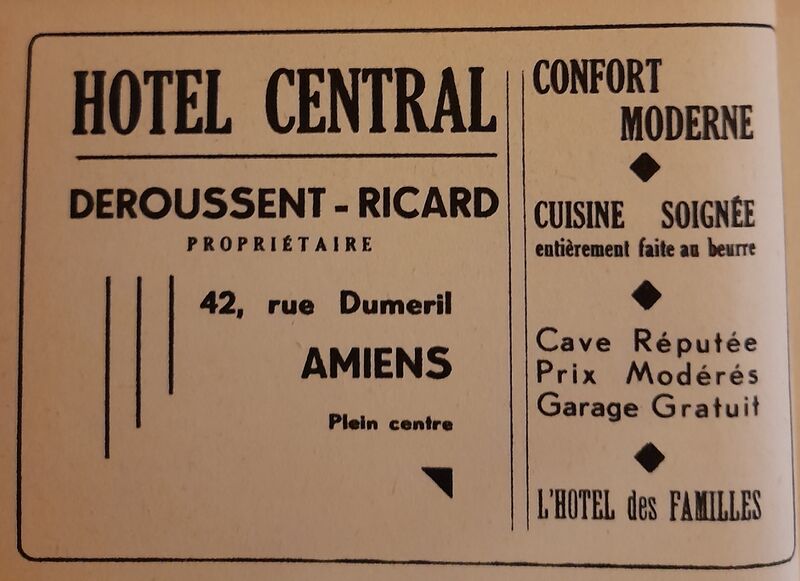 HOTEL CENTRAL
DEROUSSENT - RICARD
PROPRIÉTAIRE
42, rue Dumeril
AMIENS
Plein centre
CONFORT
MODERNE
CUISINE SOIGNÉE
entièrement faite au beurre
Cave Réputée
Prix Modérés
Garage Gratuit
L'HOTEL des FAMILLES